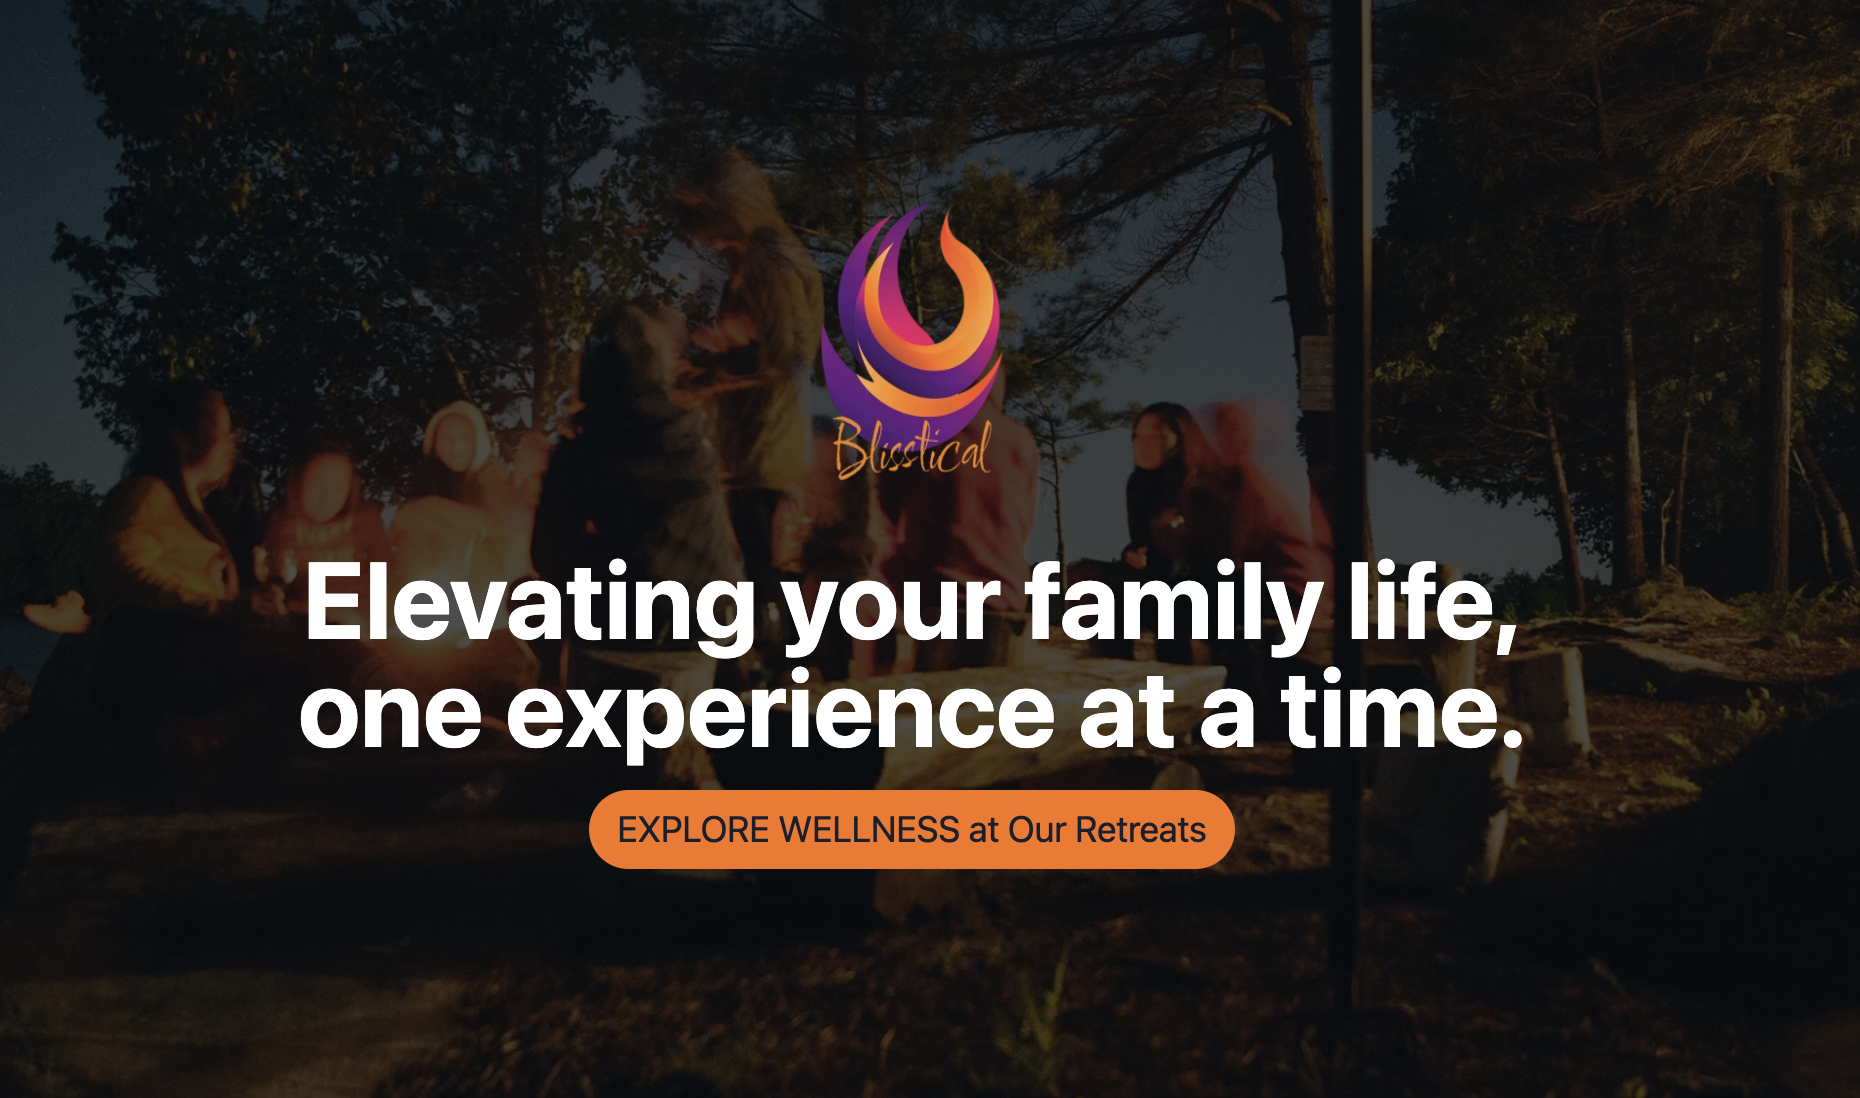 Blisstical
Elevating your family life,
one experience at a time.
EXPLORE WELLNESS at Our Retreats